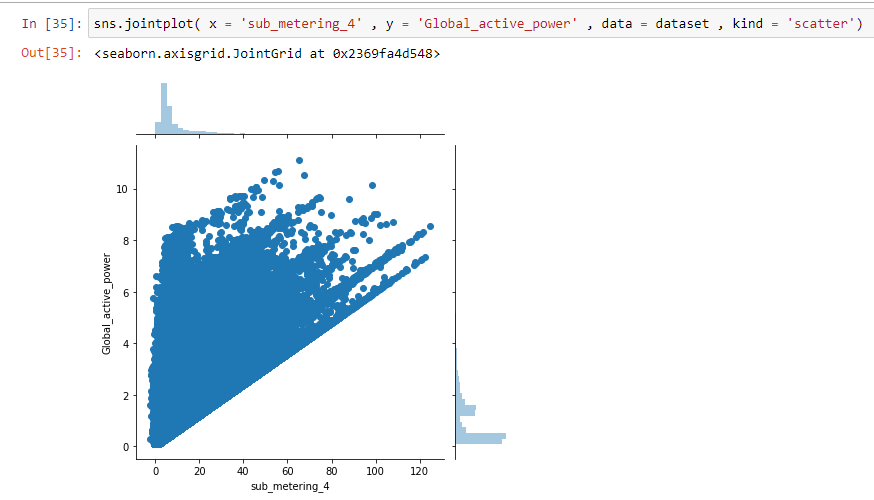 In [35]: sns.jointplot( x = 'sub_metering_4' , y = 'Global_active_power' , data = dataset , kind = 'scatter')
Out[35]: <seaborn.axisgrid.JointGrid at 0x2369fa4d548>
10
8
6
4
2
0
Global_active_power
0 20 40 60 80 100 120
sub_metering_4